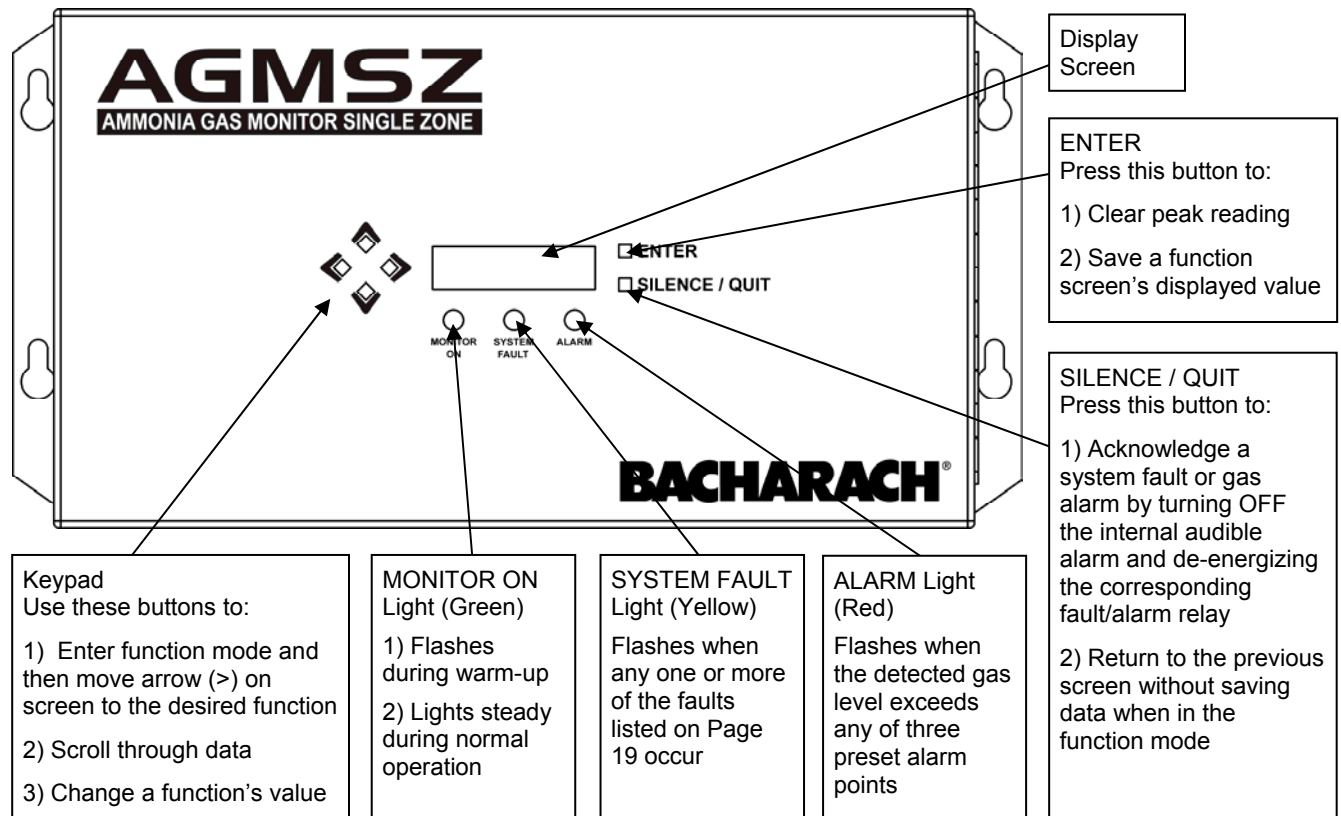 AGMSZ
AMMONIA GAS MONITOR SINGLE ZONE
ENTER
SILENCE / QUIT
MONITOR
ON
SYSTEM
FAULT
ALARM
BACHARACH®
Display
Screen
ENTER
Press this button to:
1) Clear peak reading
2) Save a function
screen’s displayed value
SILENCE / QUIT
Press this button to:
1) Acknowledge a
system fault or gas
alarm by turning OFF
the internal audible
alarm and de-energizing
the corresponding
fault/alarm relay
2) Return to the previous
screen without saving
data when in the
function mode
Keypad
Use these buttons to:
1) Enter function mode and
then move arrow (>) on
screen to the desired function
2) Scroll through data
3) Change a function’s value
MONITOR ON
Light (Green)
1) Flashes
during warm-up
2) Lights steady
during normal
operation
SYSTEM FAULT
Light (Yellow)
Flashes when
any one or more
of the faults
listed on Page
19 occur
ALARM Light
(Red)
Flashes when
the detected gas
level exceeds
any of three
preset alarm
points